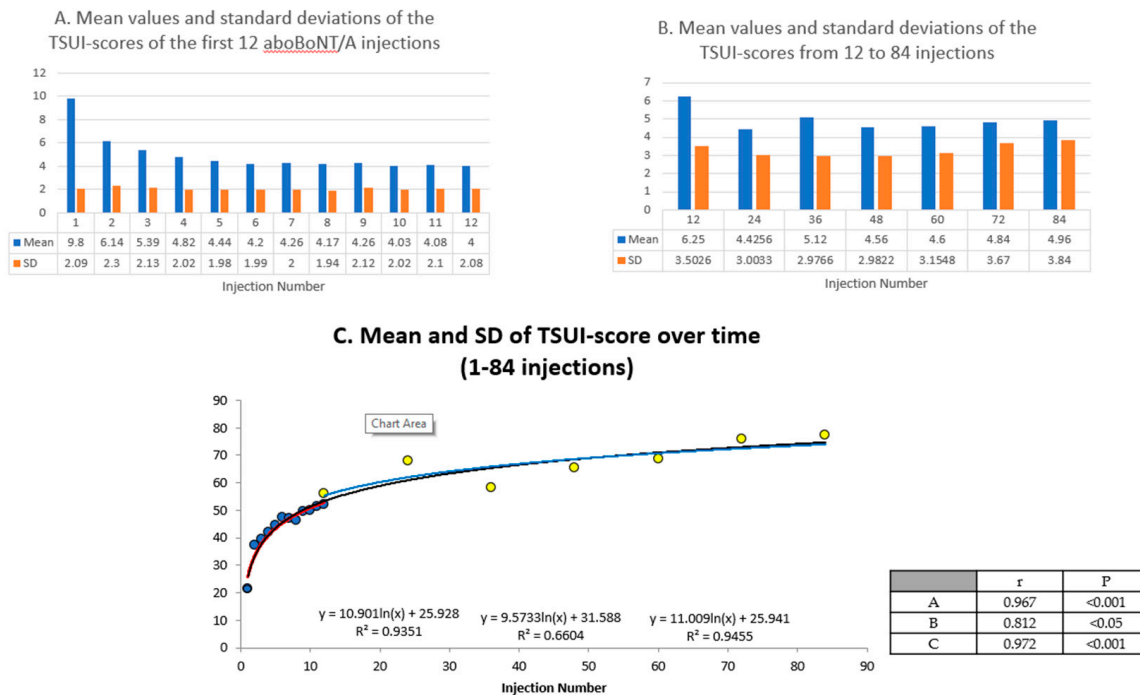 A. Mean values and standard deviations of the
TSUI-scores of the first 12 aboBoNT/A injections
12
10
8
6
4
2
0
1 2 3 4 5 6 7 8 9 10 11 12
Mean 9.8 6.14 5.39 4.82 4.44 4.2 4.26 4.17 4.26 4.03 4.08 4
SD 2.09 2.3 2.13 2.02 1.98 1.99 2 1.94 2.12 2.02 2.1 2.08
Injection Number
B. Mean values and standard deviations of the
TSUI-scores from 12 to 84 injections
7
6
5
4
3
2
1
0
12 24 36 48 60 72 84
Mean 6.25 4.4256 5.12 4.56 4.6 4.84 4.96
SD 3.5026 3.0033 2.9766 2.9822 3.1548 3.67 3.84
Injection Number
C. Mean and SD of TSUI-score over time
(1-84 injections)
90
80
70
60
50
40
30
20
10
0
Chart Area
y = 10.901ln(x) + 25.928
R² = 0.9351
y = 9.5733ln(x) + 31.588
R² = 0.6604
y = 11.009ln(x) + 25.941
R² = 0.9455
0 10 20 30 40 50 60 70 80 90
Injection Number
r P
A 0.967 <0.001
B 0.812 <0.05
C 0.972 <0.001